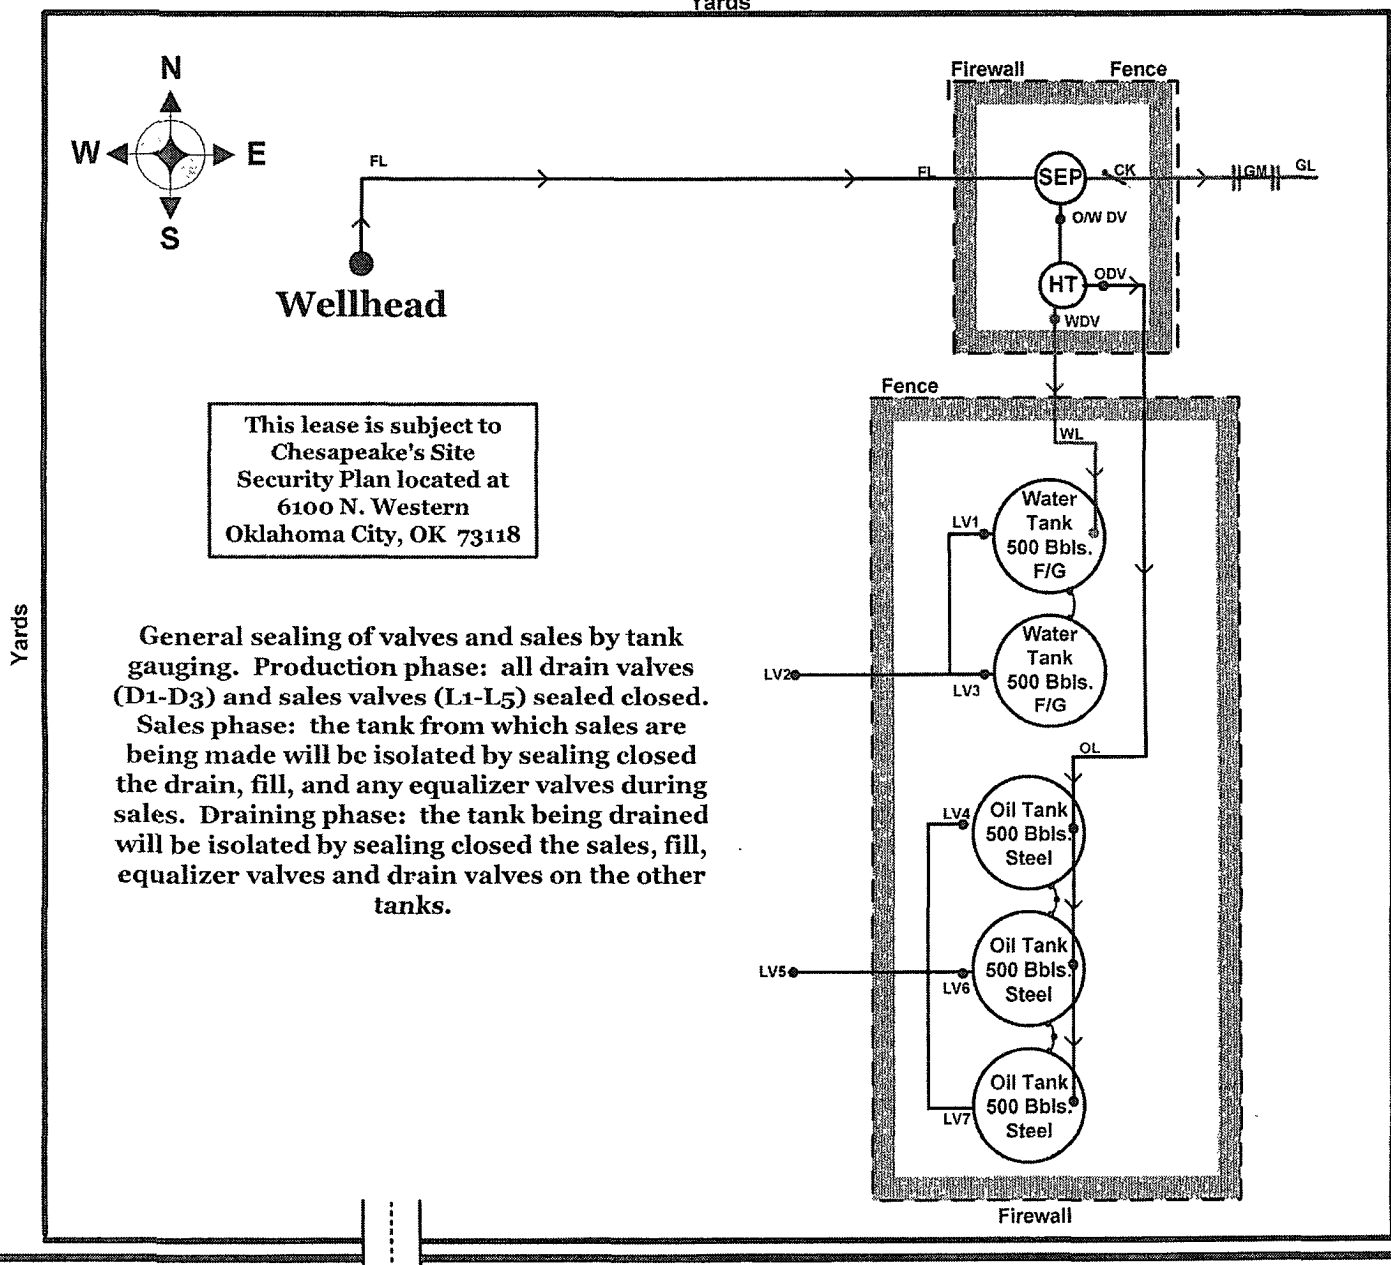 Yards
N
W E
S
Firewall Fence
FL
FL
SEP
CK
GM
GL
O/W DV
HT
ODV
WDV
Wellhead
This lease is subject to
Chesapeake's Site
Security Plan located at
6100 N. Western
Oklahoma City, OK 73118
Fence
WL
Water
Tank
500 Bbls.
F/G
LV1
Yards
General sealing of valves and sales by tank
gauging. Production phase: all drain valves
(D1-D3) and sales valves (L1-L5) sealed closed.
Sales phase: the tank from which sales are
being made will be isolated by sealing closed
the drain, fill, and any equalizer valves during
sales. Draining phase: the tank being drained
will be isolated by sealing closed the sales, fill,
equalizer valves and drain valves on the other
tanks.
Water
Tank
500 Bbls.
F/G
LV2
LV3
OL
LV4
Oil Tank
500 Bbls.
Steel
LV5
LV6
Oil Tank
500 Bbls.
Steel
LV7
Oil Tank
500 Bbls.
Steel
Firewall